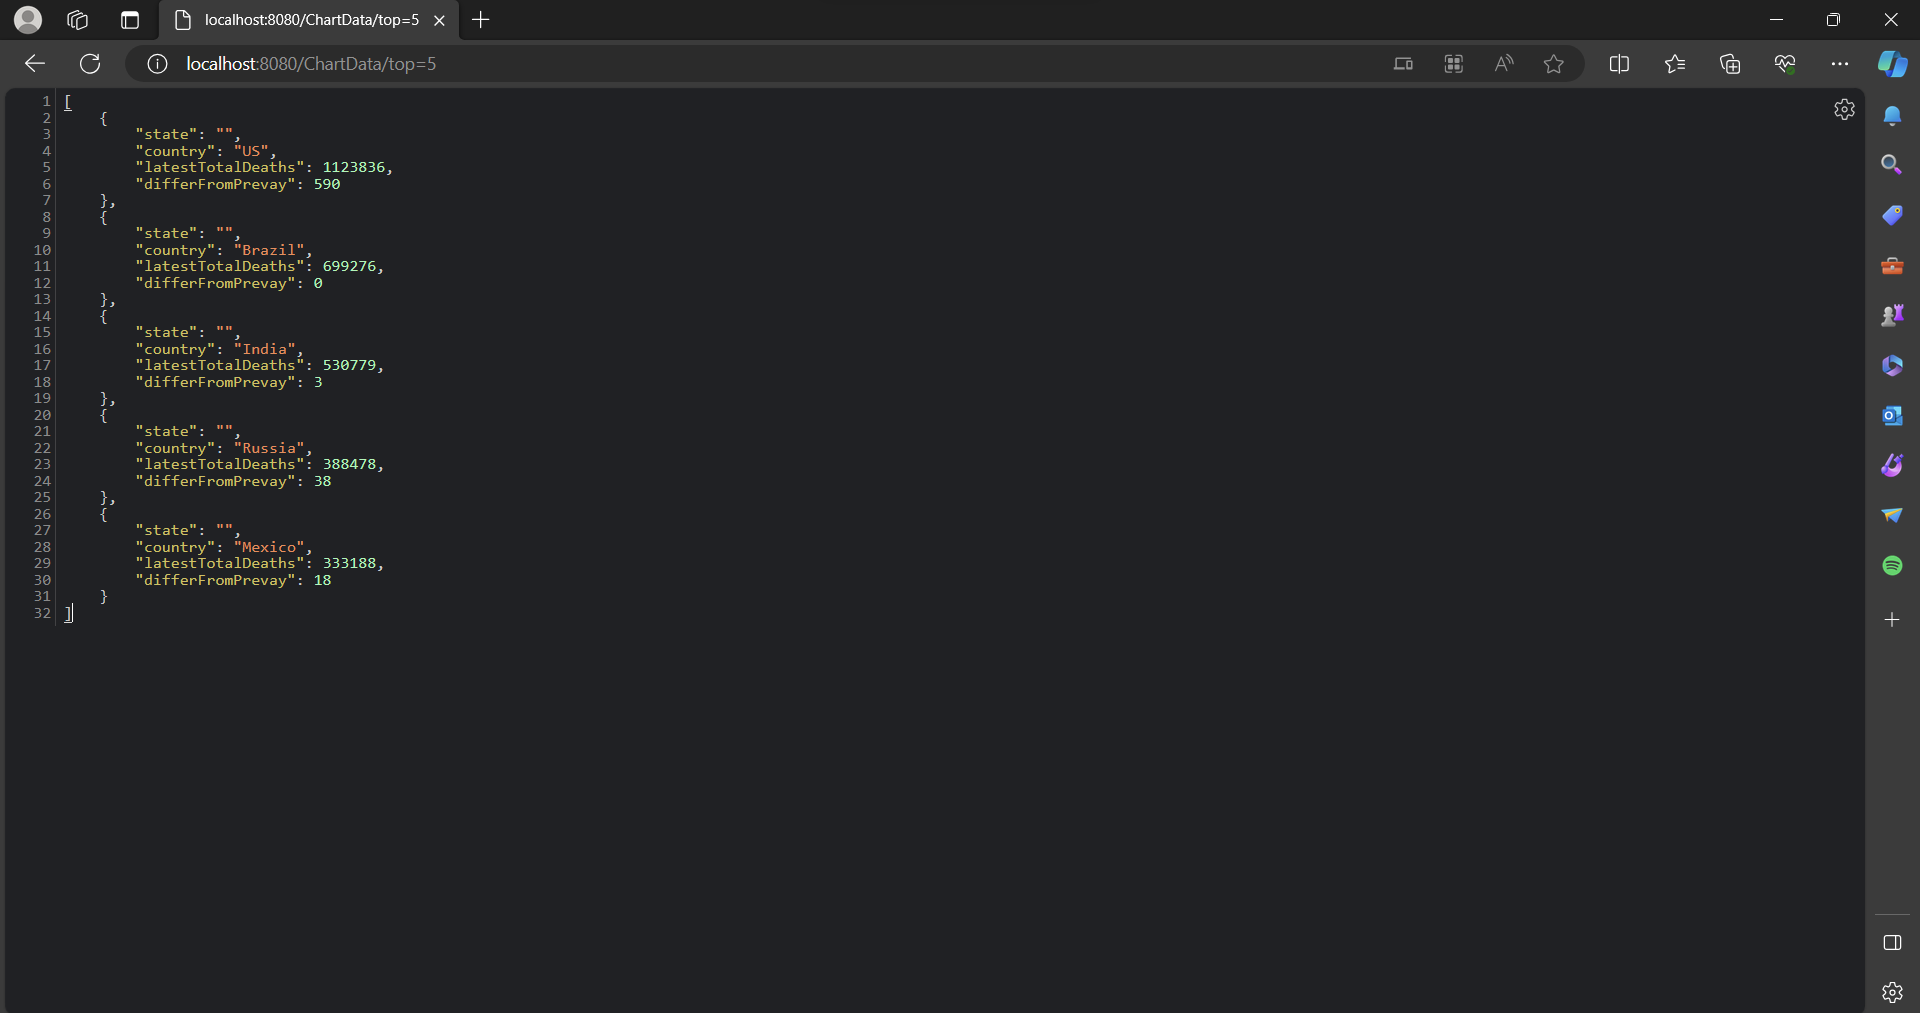 localhost:8080/ChartData/top=5
localhost:8080/ChartData/top=5
1 [
2 {
3 "state": "",
4 "country": "US",
5 "latestTotalDeaths": 1123836,
6 "differFromPrevay": 590
7 },
8 {
9 "state": "",
10 "country": "Brazil",
11 "latestTotalDeaths": 699276,
12 "differFromPrevay": 0
13 },
14 {
15 "state": "",
16 "country": "India",
17 "latestTotalDeaths": 530779,
18 "differFromPrevay": 3
19 },
20 {
21 "state": "",
22 "country": "Russia",
23 "latestTotalDeaths": 388478,
24 "differFromPrevay": 38
25 },
26 {
27 "state": "",
28 "country": "Mexico",
29 "latestTotalDeaths": 333188,
30 "differFromPrevay": 18
31 }
32 ]